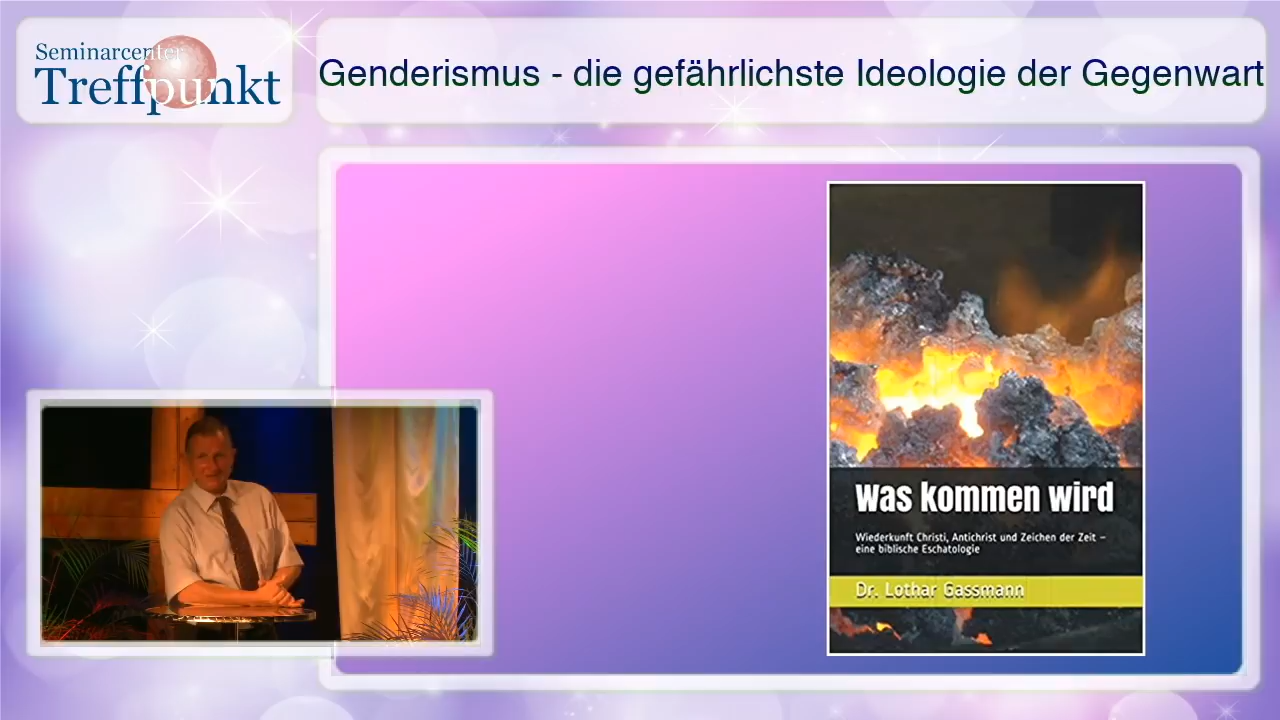 Seminarcenter
Treffpunkt
Genderismus - die gefährlichste Ideologie der Gegenwart
Was kommen wird
Wiederkunft Christi, Antichrist und Zeichen der Zeit –
eine biblische Eschatologie
Dr. Lothar Gassmann